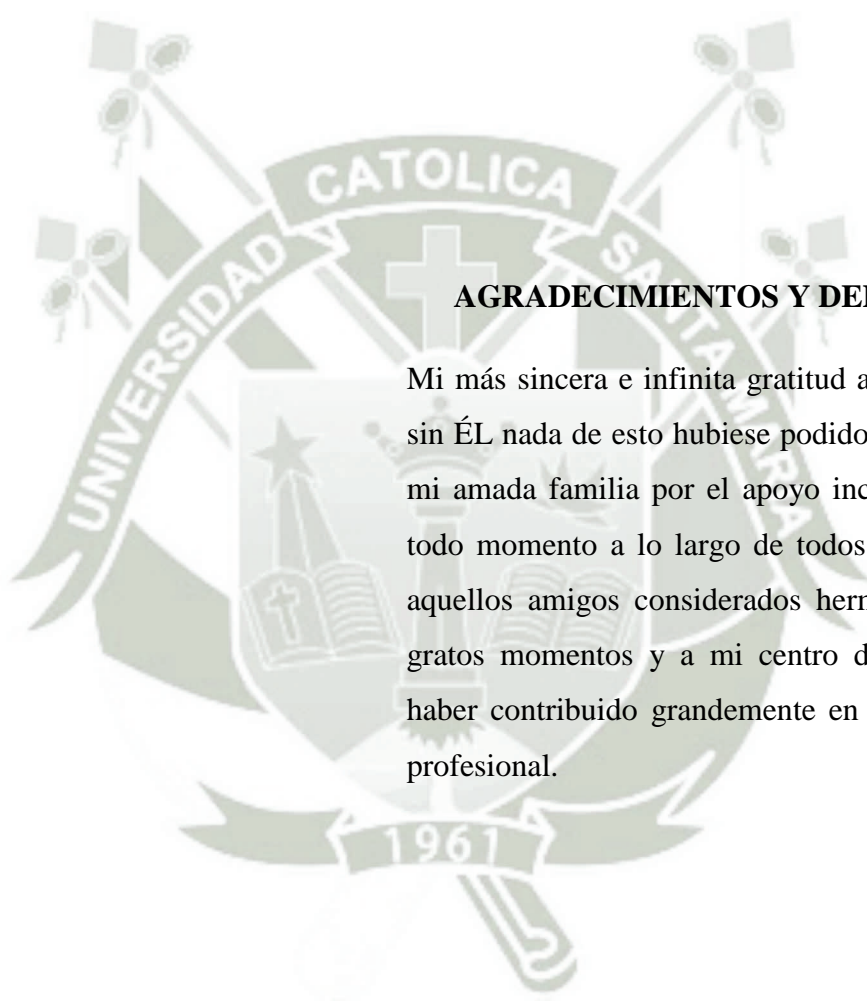 CATOLICA
UNIVERSIDAD
SANTA MARIA
AGRADECIMIENTOS Y DE
Mi más sincera e infinita gratitud a
sin ÉL nada de esto hubiese podido
mi amada familia por el apoyo inc
todo momento a lo largo de todos
aquellos amigos considerados herm
gratos momentos y a mi centro d
haber contribuido grandemente en
profesional.
1961